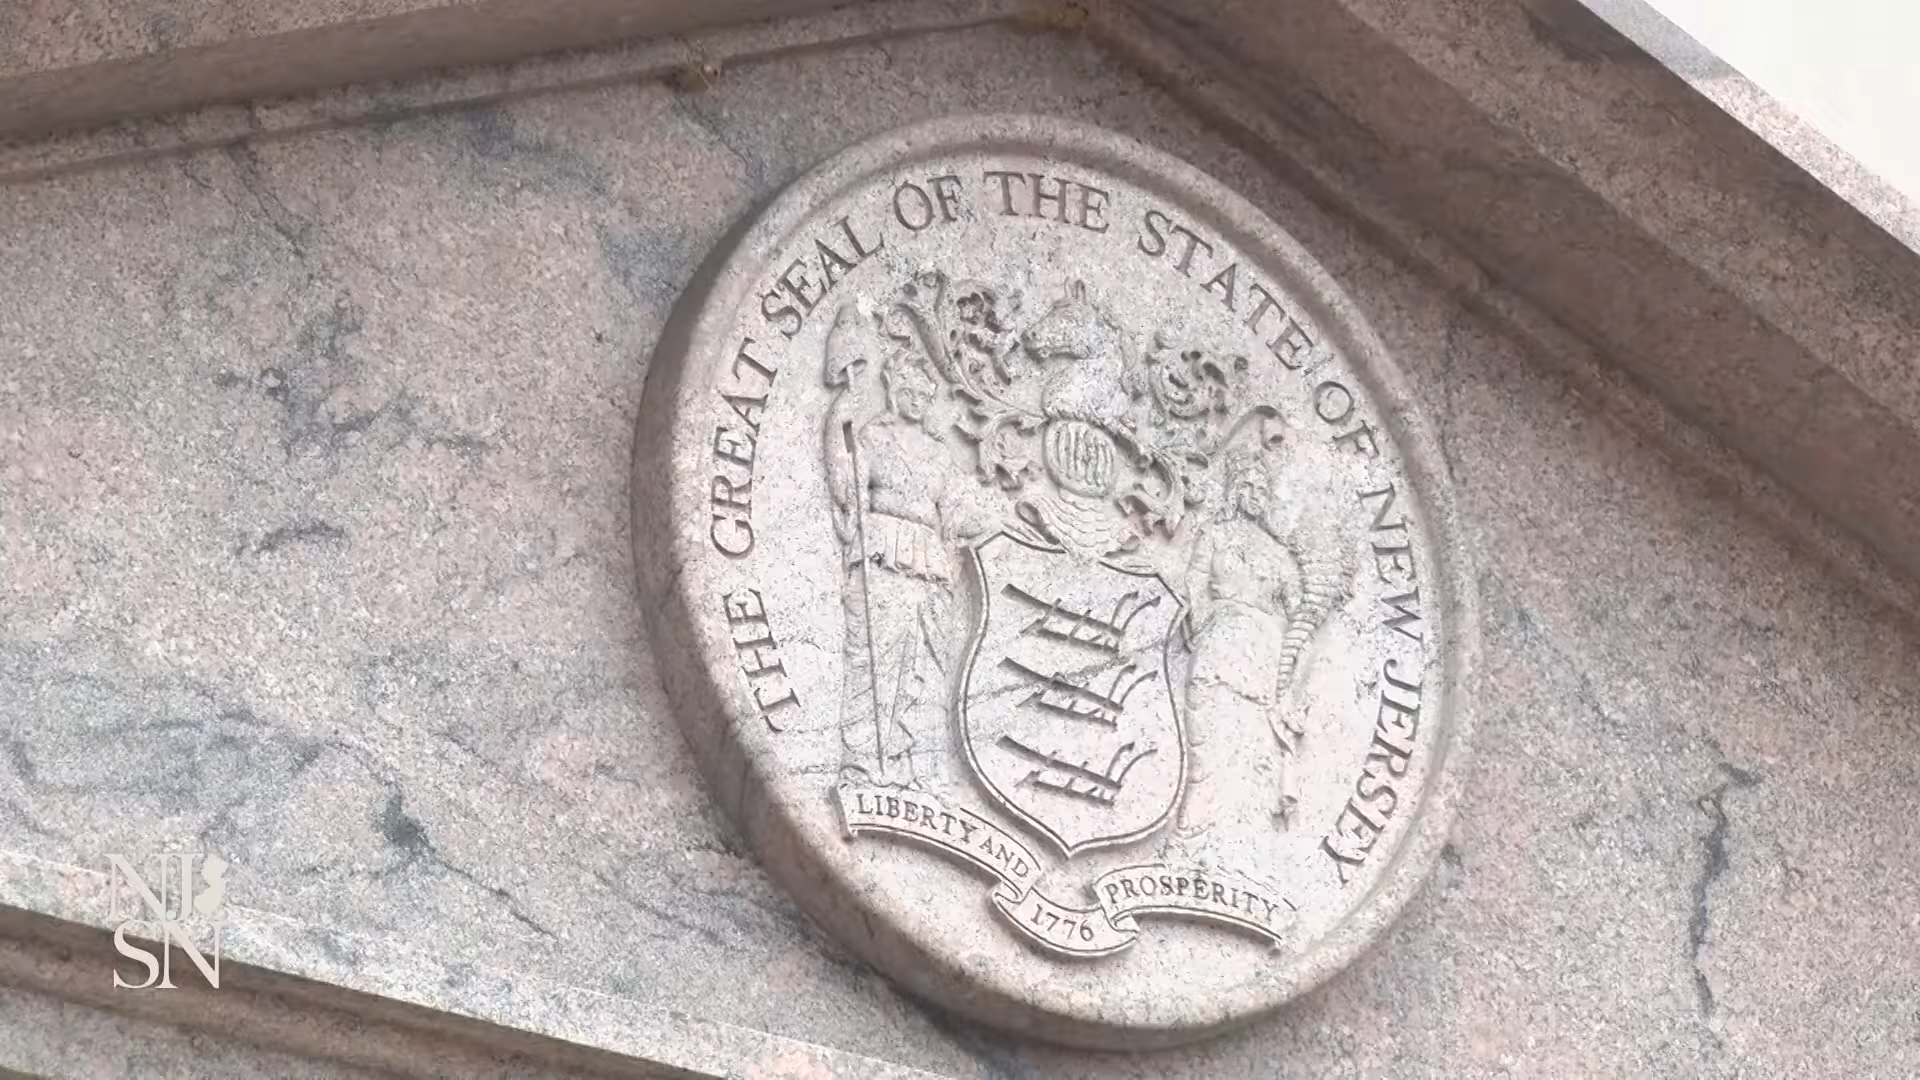 THE GREAT SEAL OF THE STATE OF NEW JERSEY
LIBERTY AND
1776
PROSPERITY
NJ
SN